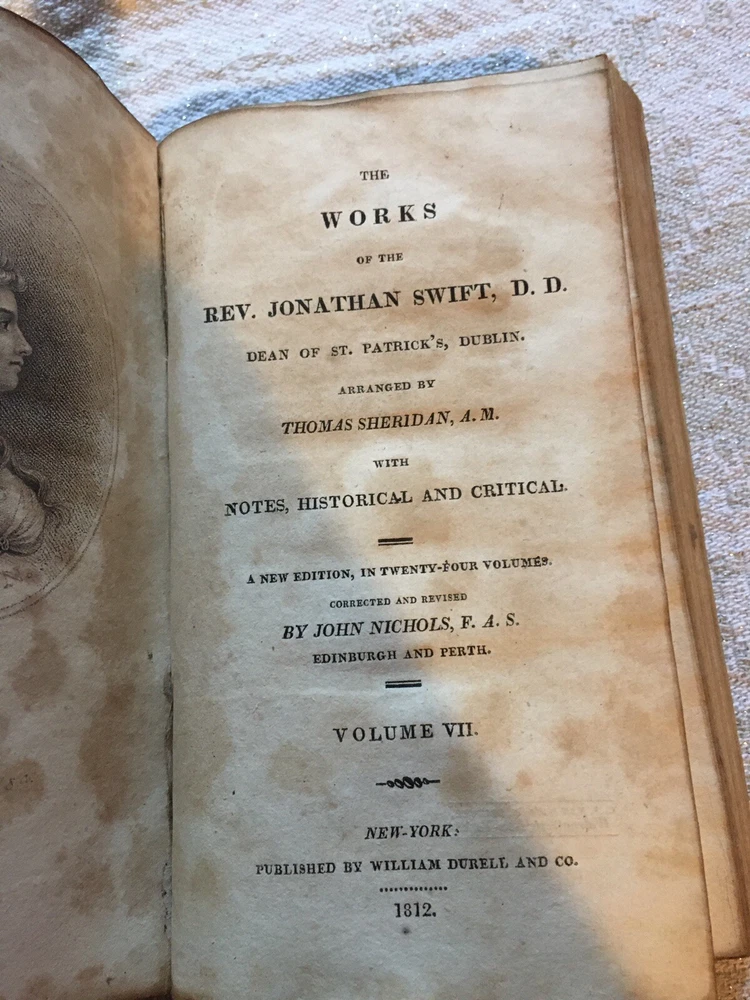 THE
WORKS
OF THE
REV. JONATHAN SWIFT, D. D.
DEAN OF ST. PATRICK'S, DUBLIN.
ARRANGED BY
THOMAS SHERIDAN, A. M.
WITH
NOTES, HISTORICAL AND CRITICAL.
A NEW EDITION, IN TWENTY-FOUR VOLUMES.
CORRECTED AND REVISED
BY JOHN NICHOLS, F. A. S.
EDINBURGH AND PERTH.
VOLUME VII.
NEW-YORK:
PUBLISHED BY WILLIAM DURELL AND CO.
1812.